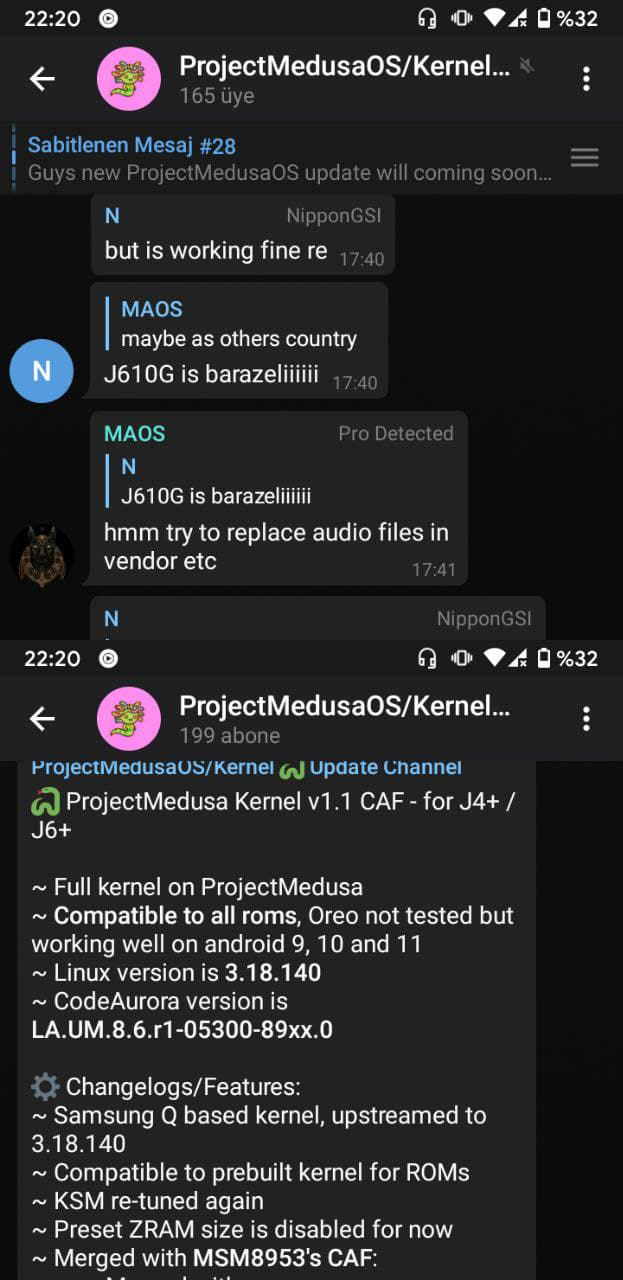 22:20 %32
ProjectMedusaOS/Kernel...
165 üye
Sabitlenen Mesaj #28
Guys new ProjectMedusaOS update will coming soon...
N NipponGSI
but is working fine re 17:40
MAOS
maybe as others country
N
J610G is barazeliiiiii 17:40
MAOS Pro Detected
N
J610G is barazeliiiiii
hmm try to replace audio files in
vendor etc
17:41
N NipponGSI
22:20 %32
ProjectMedusaOS/Kernel...
199 abone
ProjectMedusaOS/Kernel 🐍 Update Channel
🐍 ProjectMedusa Kernel v1.1 CAF - for J4+ /
J6+
~ Full kernel on ProjectMedusa
~ Compatible to all roms, Oreo not tested but
working well on android 9, 10 and 11
~ Linux version is 3.18.140
~ CodeAurora version is
LA.UM.8.6.r1-05300-89xx.0
⚙️ Changelogs/Features:
~ Samsung Q based kernel, upstreamed to
3.18.140
~ Compatible to prebuilt kernel for ROMs
~ KSM re-tuned again
~ Preset ZRAM size is disabled for now
~ Merged with MSM8953's CAF: